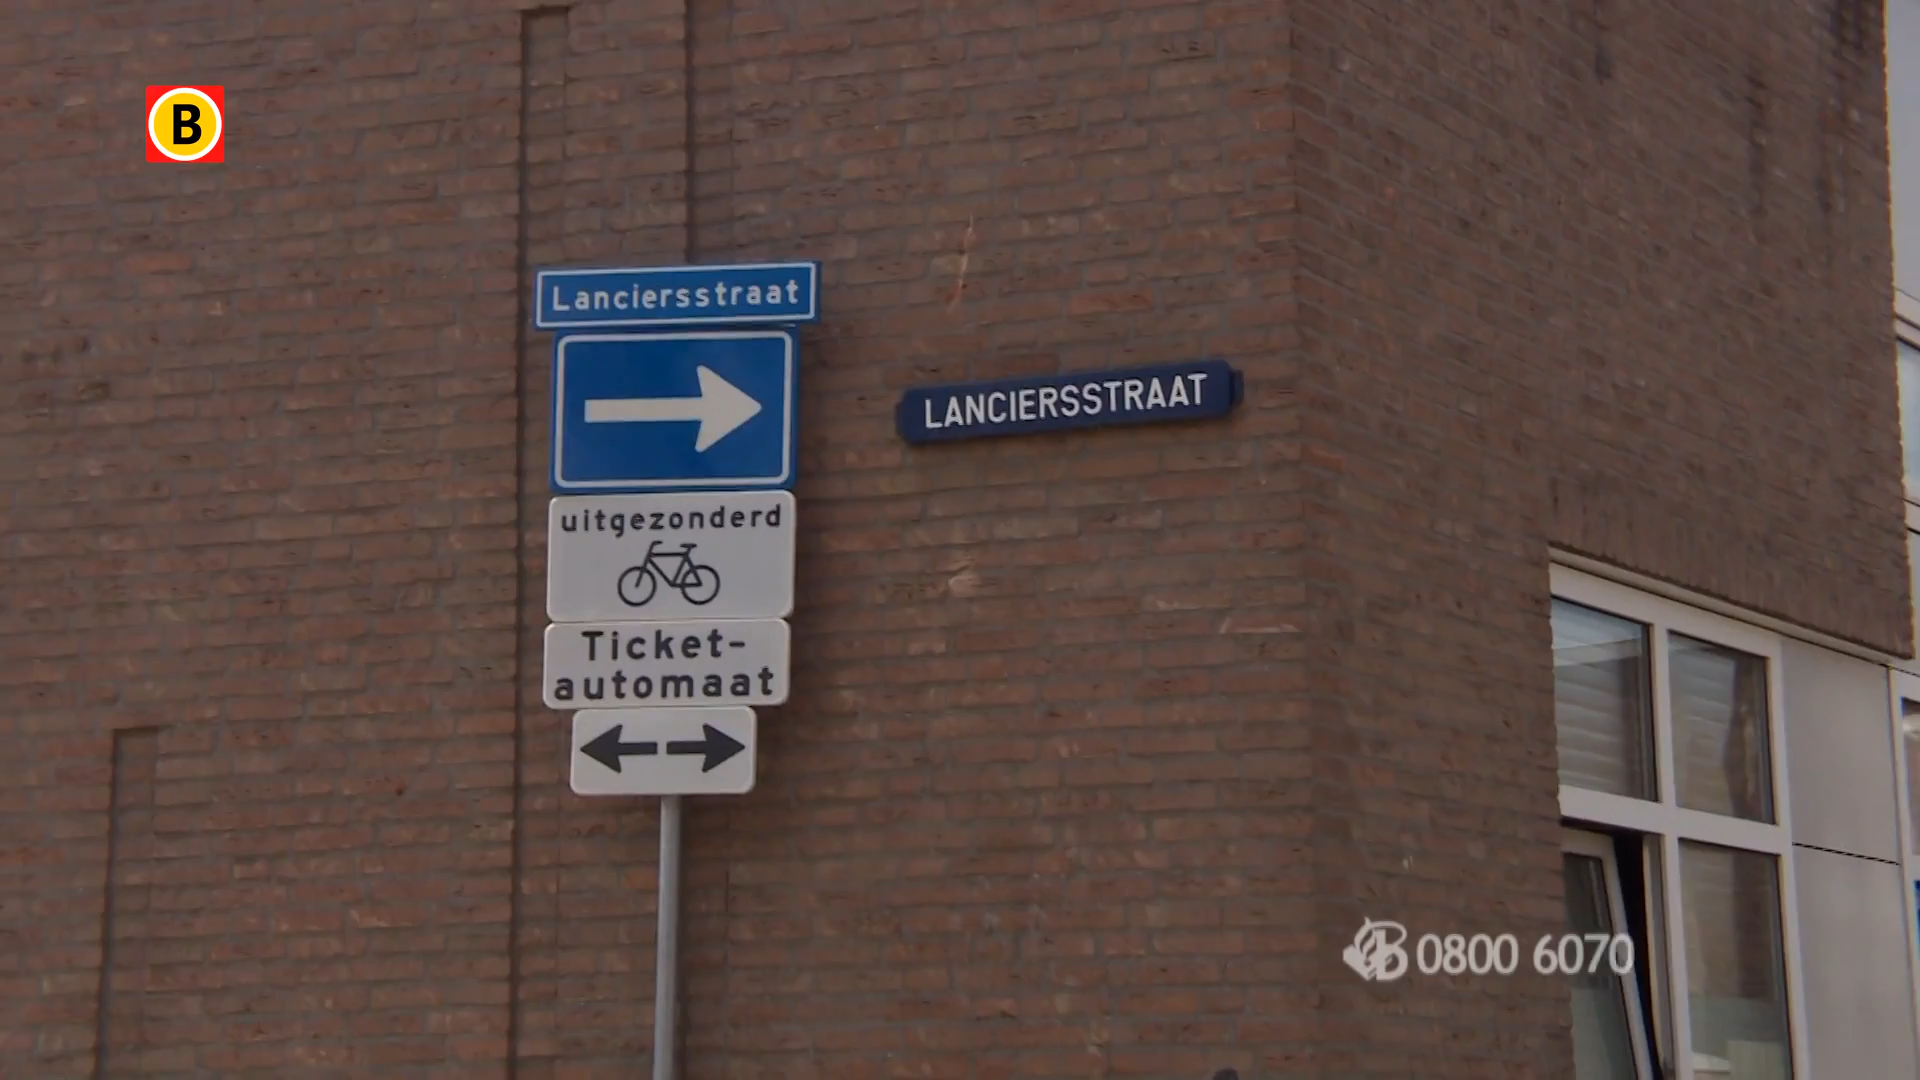 B
Lanciersstraat
LANCIERSSTRAAT
uitgezonderd
Ticket-
automaat
0800 6070